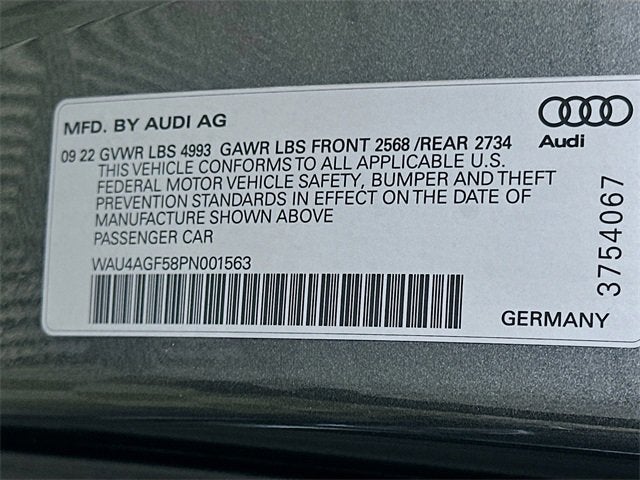 MFD. BY AUDI AG
Audi
09 22 GVWR LBS 4993 GAWR LBS FRONT 2568 /REAR 2734
THIS VEHICLE CONFORMS TO ALL APPLICABLE U.S.
FEDERAL MOTOR VEHICLE SAFETY, BUMPER AND THEFT
PREVENTION STANDARDS IN EFFECT ON THE DATE OF
MANUFACTURE SHOWN ABOVE
PASSENGER CAR
WAU4AGF58PN001563
3754067
GERMANY